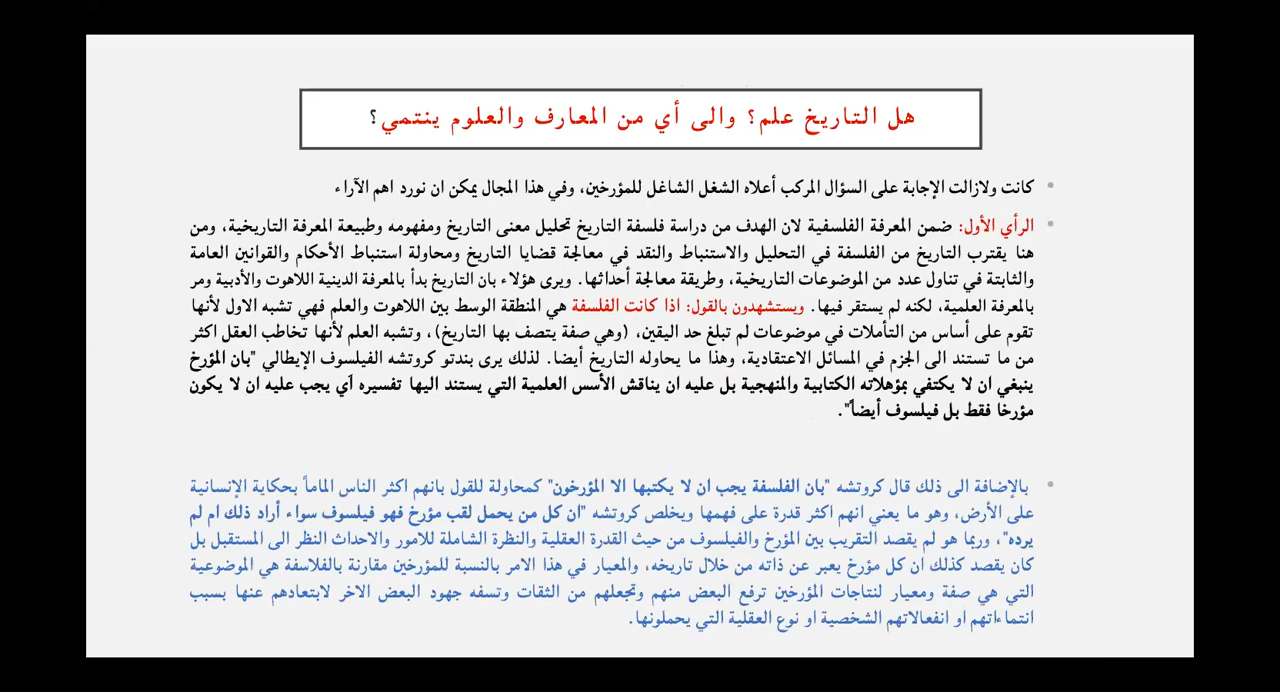 هل التاريخ علم؟ والى أي من المعارف والعلوم ينتمي؟
كانت ولازالت الإجابة على السؤال المركب أعلاه الشغل الشاغل للمؤرخين، وفي هذا المجال يمكن ان نورد اهم الآراء
الرأي الأول: ضمن المعرفة الفلسفية لان الهدف من دراسة فلسفة التاريخ تحليل معنى التاريخ ومفهومه وطبيعة المعرفة التاريخية، ومن
هنا يقترب التاريخ من الفلسفة في التحليل والاستنباط والنقد في معالجة قضايا التاريخ ومحاولة استنباط الأحكام والقوانين العامة
والثابتة في تناول عدد من الموضوعات التاريخية، وطريقة معالجة أحداثها. ويرى هؤلاء بان التاريخ بدأ بالمعرفة الدينية اللاهوت والأدبية ومر
بالمعرفة العلمية، لكنه لم يستقر فيها. ويستشهدون بالقول: اذا كانت الفلسفة هي المنطقة الوسط بين اللاهوت والعلم فهي تشبه الاول لأنها
تقوم على أساس من التأملات في موضوعات لم تبلغ حد اليقين، (وهي صفة يتصف بها التاريخ)، وتشبه العلم لأنها تخاطب العقل اكثر
من ما تستند الى الجزم في المسائل الاعتقادية، وهذا ما يحاوله التاريخ أيضا. لذلك يرى بندتو كروتشه الفيلسوف الإيطالي "بان المؤرخ
ينبغي ان لا يكتفي بمؤهلاته الكتابية والمنهجية بل عليه ان يناقش الأسس العلمية التي يستند اليها تفسيره أي يجب عليه ان لا يكون
مؤرخا فقط بل فيلسوف أيضاً".
بالإضافة الى ذلك قال كروتشه "بان الفلسفة يجب ان لا يكتبها الا المؤرخون" كمحاولة للقول بانهم اكثر الناس الماماً بحكاية الإنسانية
على الأرض، وهو ما يعني انهم اكثر قدرة على فهمها ويخلص كروتشه "ان كل من يحمل لقب مؤرخ فهو فيلسوف سواء أراد ذلك ام لم
يرده"، وربما هو لم يقصد التقريب بين المؤرخ والفيلسوف من حيث القدرة العقلية والنظرة الشاملة للامور والاحداث النظر الى المستقبل بل
كان يقصد كذلك ان كل مؤرخ يعبر عن ذاته من خلال تاريخه، والمعيار في هذا الامر بالنسبة للمؤرخين مقارنة بالفلاسفة هي الموضوعية
التي هي صفة ومعيار لنتاجات المؤرخين ترفع البعض منهم وتجعلهم من الثقات وتسفه جهود البعض الاخر لابتعادهم عنها بسبب
انتماءاتهم او انفعالاتهم الشخصية او نوع العقلية التي يحملونها.